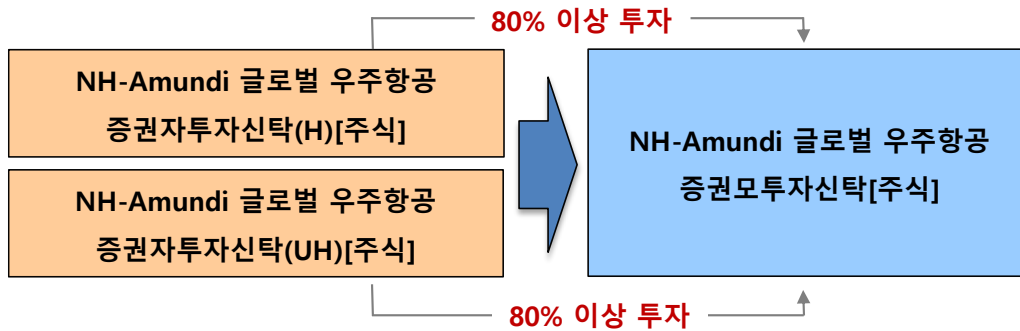 80% 이상 투자
NH-Amundi 글로벌 우주항공
증권자투자신탁(H)[주식]
NH-Amundi 글로벌 우주항공
증권자투자신탁(UH)[주식]
NH-Amundi 글로벌 우주항공
증권모투자신탁[주식]
80% 이상 투자